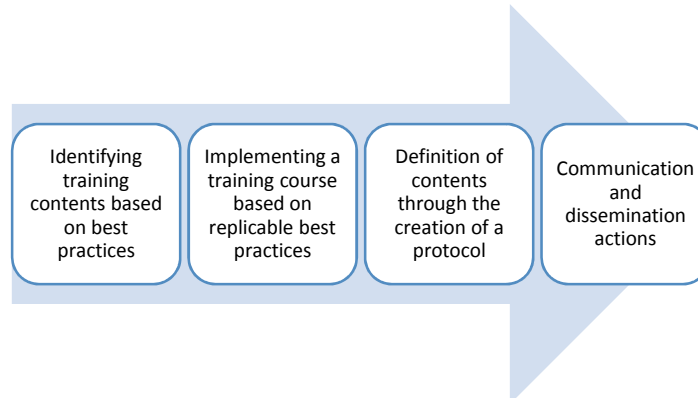 Identifying
training
contents based
on best
practices
Implementing a
training course
based on
replicable best
practices
Definition of
contents
through the
creation of a
protocol
Communication
and
dissemination
actions